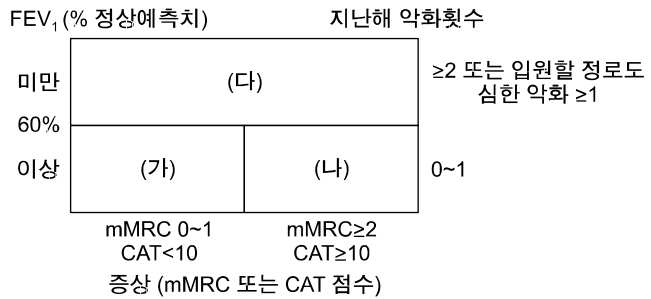 FEV1 (% 정상예측치) 지난해 악화횟수
미만 (다) ≥2 또는 입원할 정로도
심한 악화 ≥1
60%
이상 (가) (나) 0~1
mMRC 0~1 mMRC≥2
CAT<10 CAT≥10
증상 (mMRC 또는 CAT 점수)